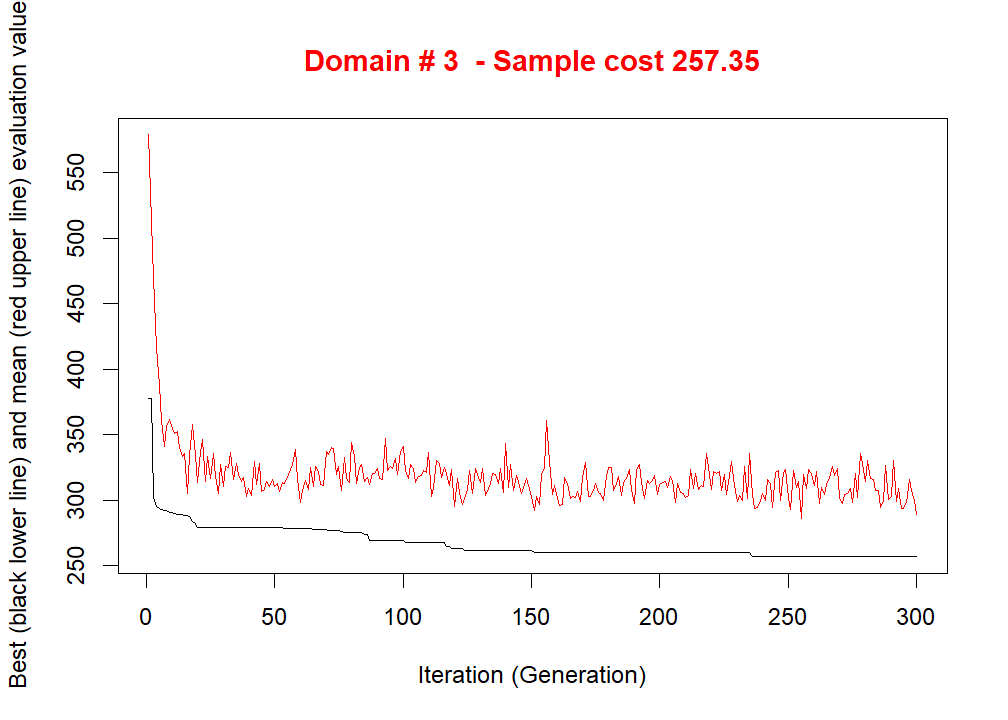 Domain # 3  - Sample cost 257.35
Best (black lower line) and mean (red upper line) evaluation value
550
500
450
400
350
300
250
0 50 100 150 200 250 300
Iteration (Generation)